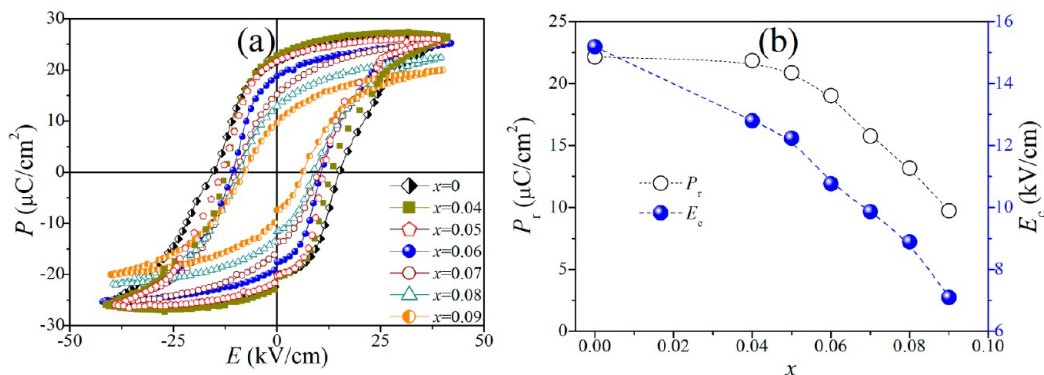 (a)
P (μC/cm2)
30
20
10
0
-10
-20
-30
-50
-25
0
25
50
E (kV/cm)
x=0
x=0.04
x=0.05
x=0.06
x=0.07
x=0.08
x=0.09
(b)
Pr (μC/cm2)
25
20
15
10
5
0
0.00
0.02
0.04
0.06
0.08
0.10
x
Pr
Ec
16
14
12
10
8
6
Ec (kV/cm)